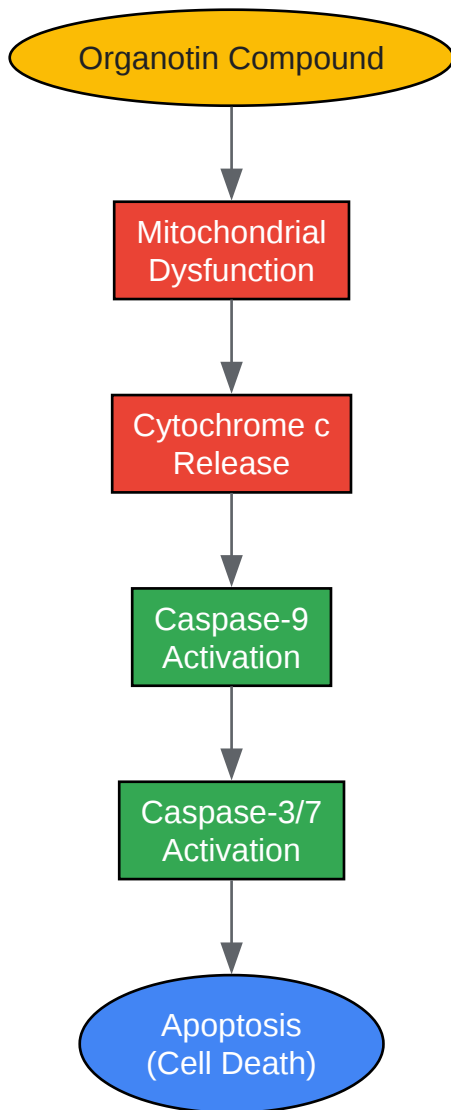 Organotin Compound
Mitochondrial
Dysfunction
Cytochrome c
Release
Caspase-9
Activation
Caspase-3/7
Activation
Apoptosis
(Cell Death)